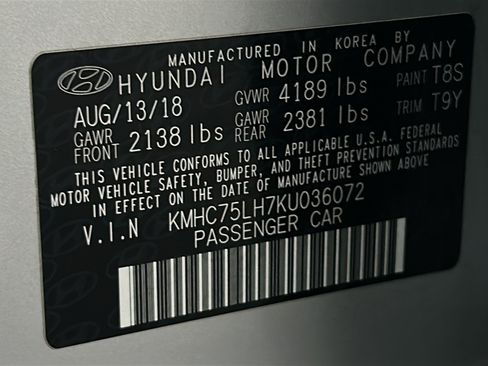 MANUFACTURED IN KOREA BY
HYUNDAI MOTOR COMPANY
AUG/13/18 GVWR 4189 lbs PAINT T8S
GAWR FRONT 2138 lbs GAWR REAR 2381 lbs TRIM T9Y
THIS VEHICLE CONFORMS TO ALL APPLICABLE U.S.A. FEDERAL
MOTOR VEHICLE SAFETY, BUMPER, AND THEFT PREVENTION STANDARDS
IN EFFECT ON THE DATE OF MANUFACTURE SHOWN ABOVE
V.I.N KMHC75LH7KU036072
PASSENGER CAR